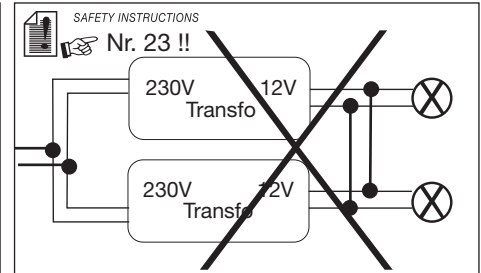 SAFETY INSTRUCTIONS
Nr. 23 !!
230V 12V
Transfo
230V 12V
Transfo